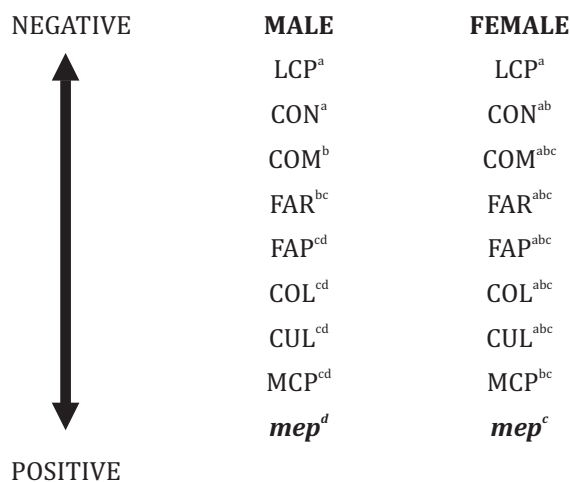 NEGATIVE MALE FEMALE
LCPᵃ LCPᵃ
CONᵃ CONᵃᵇ
COMᵇ COMᵃᵇᶜ
FARᵇᶜ FARᵃᵇᶜ
FAPᶜᵈ FAPᵃᵇᶜ
COLᶜᵈ COLᵃᵇᶜ
CULᶜᵈ CULᵃᵇᶜ
MCPᶜᵈ MCPᵇᶜ
mepᵈ mepᶜ
POSITIVE